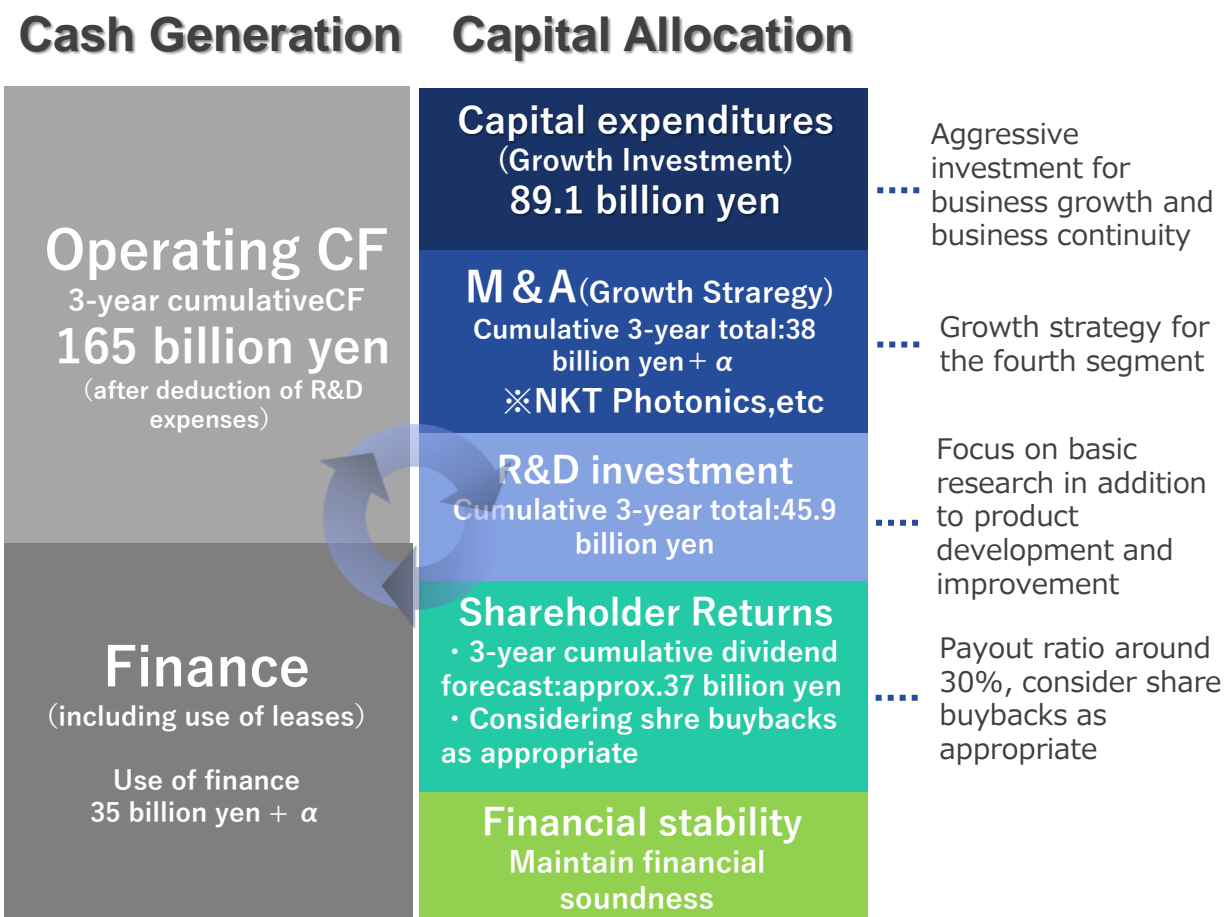 Cash Generation
Capital Allocation
Operating CF
3-year cumulativeCF
165 billion yen
(after deduction of R&D
expenses)
Finance
(including use of leases)
Use of finance
35 billion yen + α
Capital expenditures
(Growth Investment)
89.1 billion yen
M & A(Growth Straregy)
Cumulative 3-year total:38
billion yen+ α
※NKT Photonics,etc
R&D investment
Cumulative 3-year total:45.9
billion yen
Shareholder Returns
・3-year cumulative dividend
forecast:approx.37 billion yen
・Considering shre buybacks
as appropriate
Financial stability
Maintain financial
soundness
Aggressive
investment for
business growth and
business continuity
Growth strategy for
the fourth segment
Focus on basic
research in addition
to product
development and
improvement
Payout ratio around
30%, consider share
buybacks as
appropriate